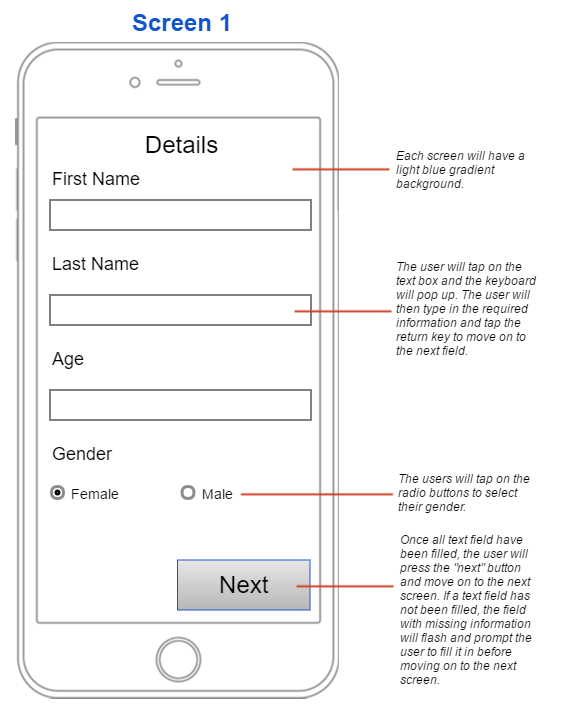 Screen 1
Details
First Name
Last Name
Age
Gender
Female
Male
Next
Each screen will have a
light blue gradient
background.
The user will tap on the
text box and the keyboard
will pop up. The user will
then type in the required
information and tap the
return key to move on to
the next field.
The users will tap on the
radio buttons to select
their gender.
Once all text field have
been filled, the user will
press the "next" button
and move on to the next
screen. If a text field has
not been filled, the field
with missing information
will flash and prompt the
user to fill it in before
moving on to the next
screen.